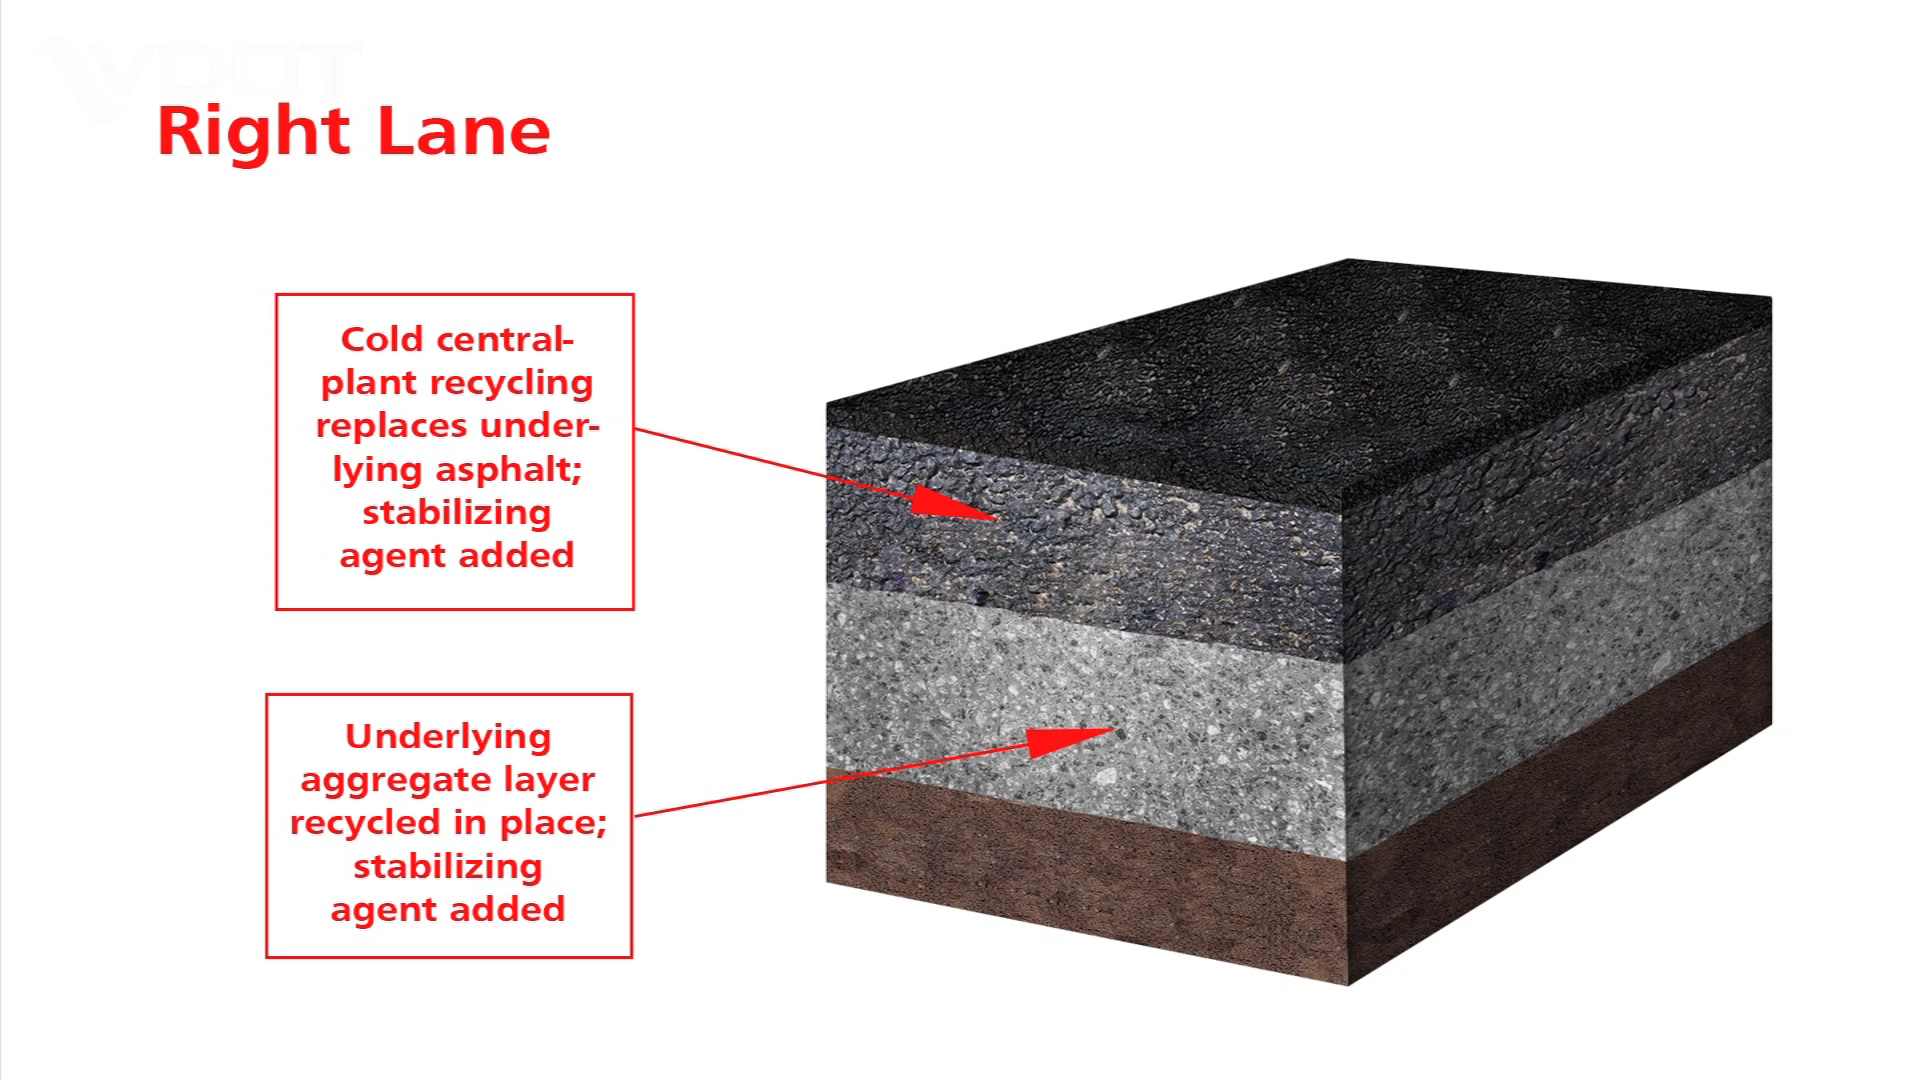 VDOT
Right Lane
Cold central-
plant recycling
replaces under-
lying asphalt;
stabilizing
agent added
Underlying
aggregate layer
recycled in place;
stabilizing
agent added